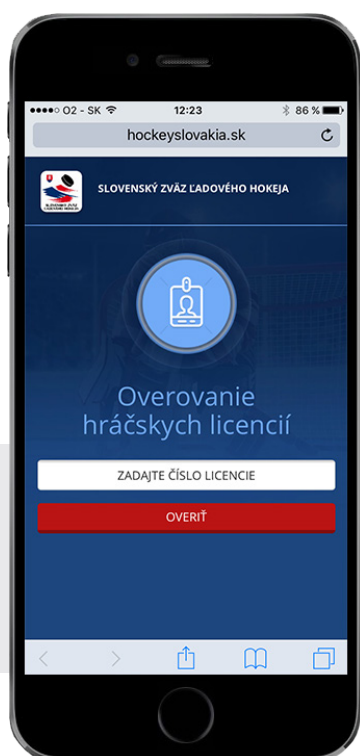 O2 - SK 12:23 86 %
hockeyslovakia.sk
SLOVENSKÝ ZVÄZ ĽADOVÉHO HOKEJA
Overovanie
hráčskych licencií
ZADAJTE ČÍSLO LICENCIE
OVERIŤ